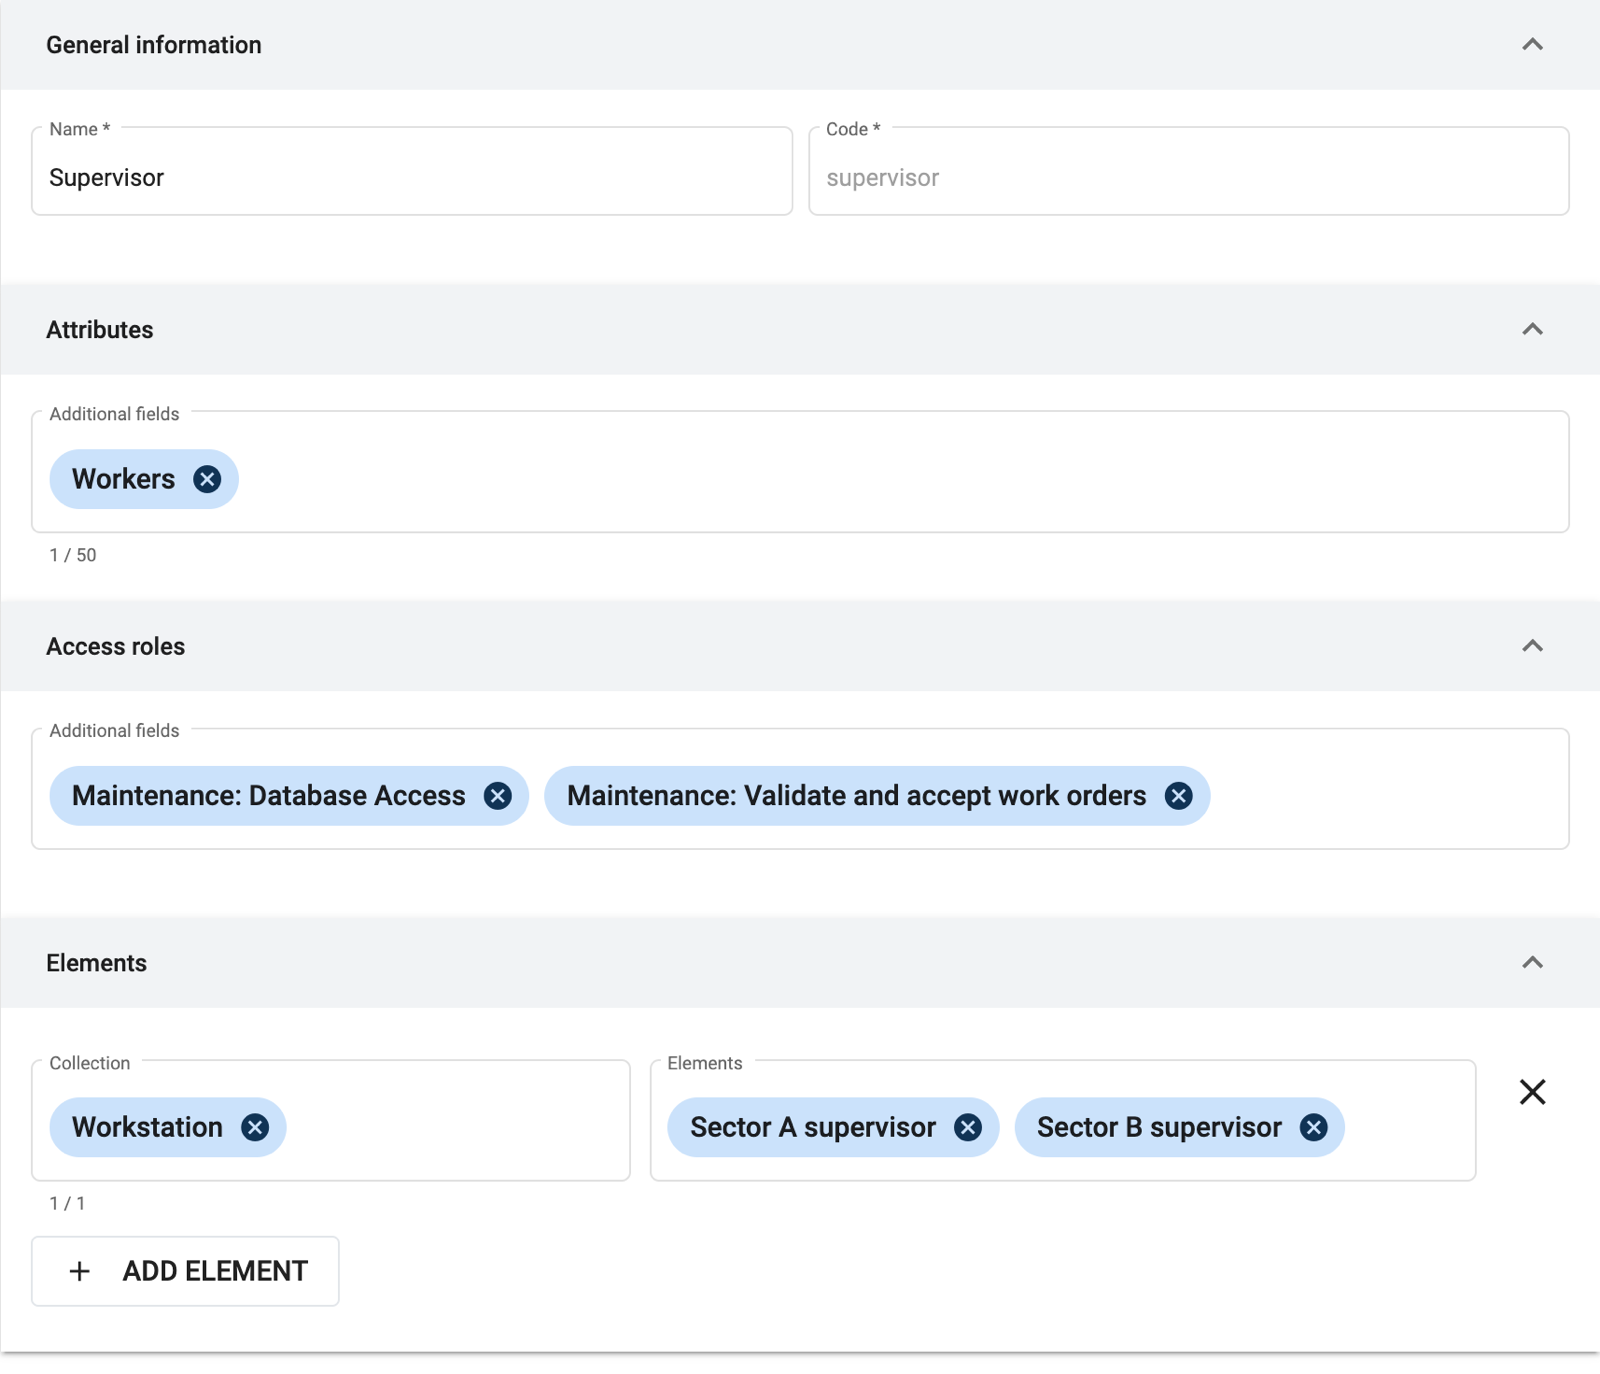 General information
Name *
Code *
Supervisor
supervisor
Attributes
Additional fields
Workers
1 / 50
Access roles
Additional fields
Maintenance: Database Access
Maintenance: Validate and accept work orders
Elements
Collection
Elements
Workstation
Sector A supervisor
Sector B supervisor
1 / 1
+ ADD ELEMENT